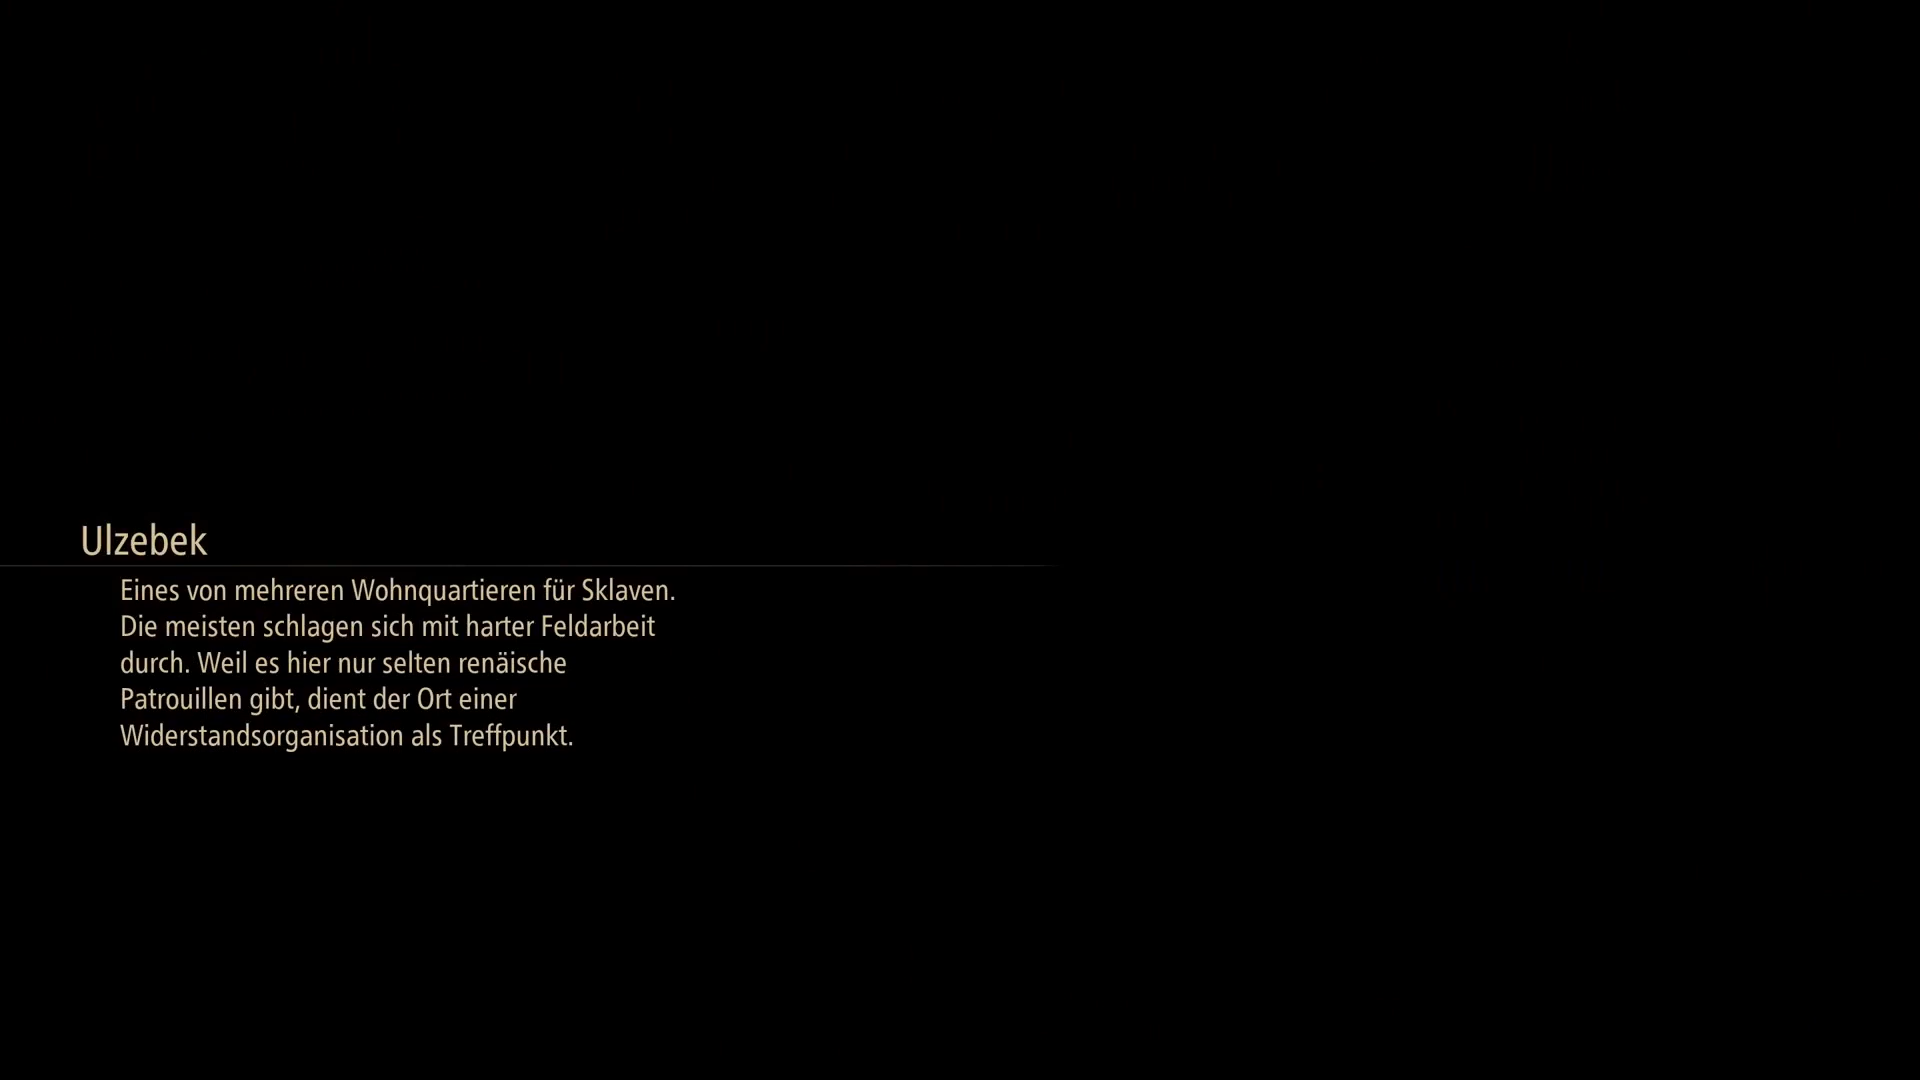 Ulzebek
Eines von mehreren Wohnquartieren für Sklaven.
Die meisten schlagen sich mit harter Feldarbeit
durch. Weil es hier nur selten renäische
Patrouillen gibt, dient der Ort einer
Widerstandsorganisation als Treffpunkt.